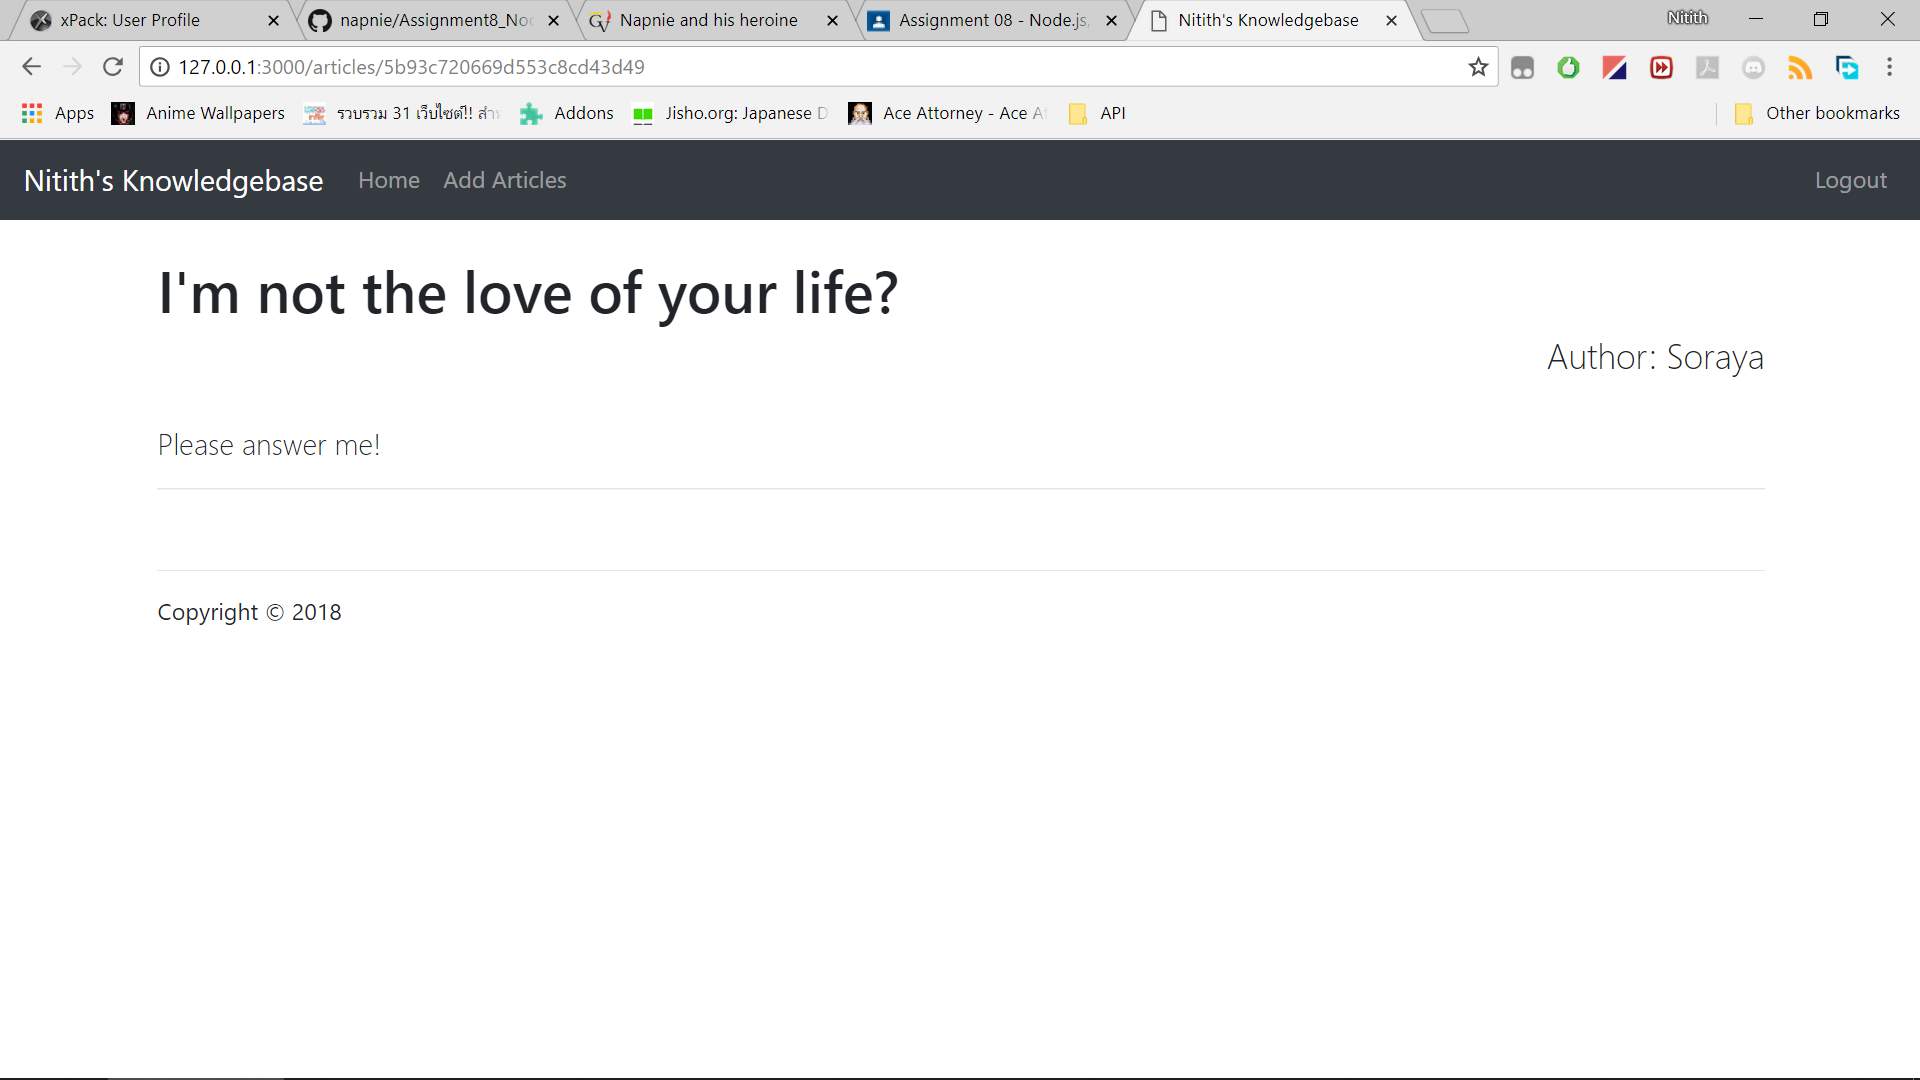 xPack: User Profile
napnie/Assignment8_Noc
Napnie and his heroine
Assignment 08 - Node.js,
Nitith's Knowledgebase
Nitith
127.0.0.1:3000/articles/5b93c720669d553c8cd43d49
Apps
Anime Wallpapers
รวบรวม 31 เว็บไซต์!! สำห
Addons
Jisho.org: Japanese D
Ace Attorney - Ace At
API
Other bookmarks
Nitith's Knowledgebase
Home
Add Articles
Logout
I'm not the love of your life?
Author: Soraya
Please answer me!
Copyright © 2018